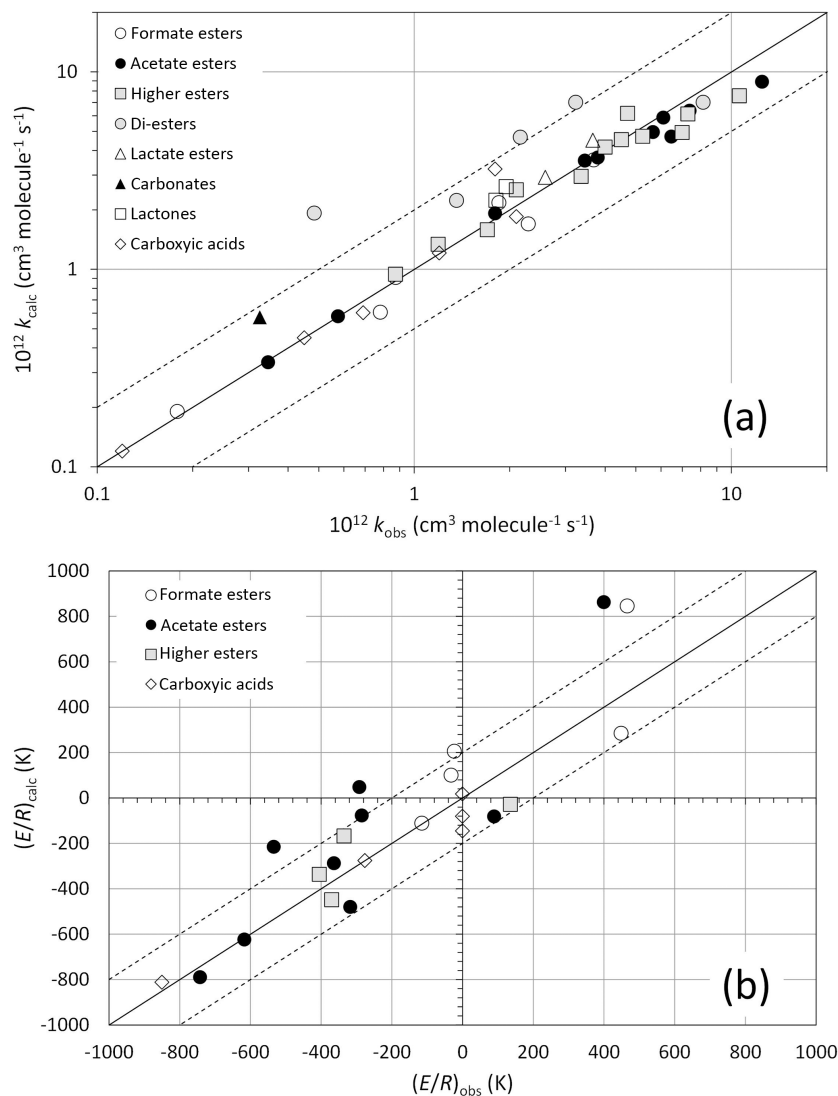 Formate esters
Acetate esters
Higher esters
Di-esters
Lactate esters
Carbonates
Lactones
Carboxyic acids
10
1
0.1
10¹² k_calc (cm³ molecule⁻¹ s⁻¹)
(a)
0.1 1 10
10¹² k_obs (cm³ molecule⁻¹ s⁻¹)
Formate esters
Acetate esters
Higher esters
Carboxyic acids
1000
800
600
400
200
0
-200
-400
-600
-800
-1000
(E/R)_calc (K)
(b)
-1000 -800 -600 -400 -200 0 200 400 600 800 1000
(E/R)_obs (K)